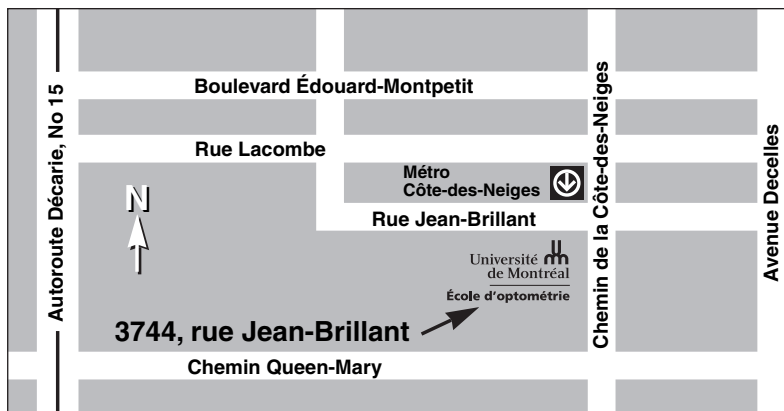 Boulevard Édouard-Montpetit
Rue Lacombe
Métro
Côte-des-Neiges
Rue Jean-Brillant
N
Université
de Montréal
École d'optométrie
3744, rue Jean-Brillant
Chemin Queen-Mary
Autoroute Décarie, No 15
Chemin de la Côte-des-Neiges
Avenue Decelles